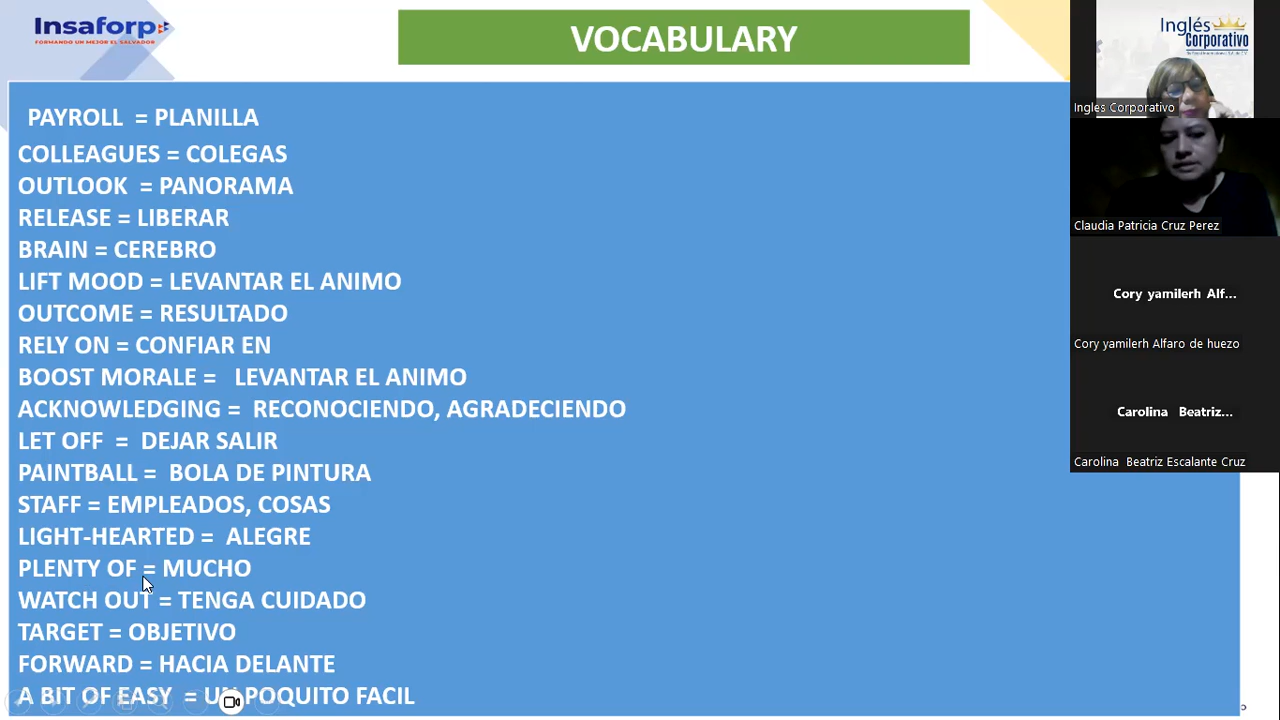 Insaforp
FORMANDO UN MEJOR EL SALVADOR
VOCABULARY
PAYROLL = PLANILLA
COLLEAGUES = COLEGAS
OUTLOOK = PANORAMA
RELEASE = LIBERAR
BRAIN = CEREBRO
LIFT MOOD = LEVANTAR EL ANIMO
OUTCOME = RESULTADO
RELY ON = CONFIAR EN
BOOST MORALE = LEVANTAR EL ANIMO
ACKNOWLEDGING = RECONOCIENDO, AGRADECIENDO
LET OFF = DEJAR SALIR
PAINTBALL = BOLA DE PINTURA
STAFF = EMPLEADOS, COSAS
LIGHT-HEARTED = ALEGRE
PLENTY OF = MUCHO
WATCH OUT = TENGA CUIDADO
TARGET = OBJETIVO
FORWARD = HACIA DELANTE
A BIT OF EASY = UN POQUITO FACIL
Inglés
Corporativo
Ingles Corporativo
Claudia Patricia Cruz Perez
Cory yamilerh Alf...
Cory yamilerh Alfaro de huezo
Carolina Beatriz...
Carolina Beatriz Escalante Cruz